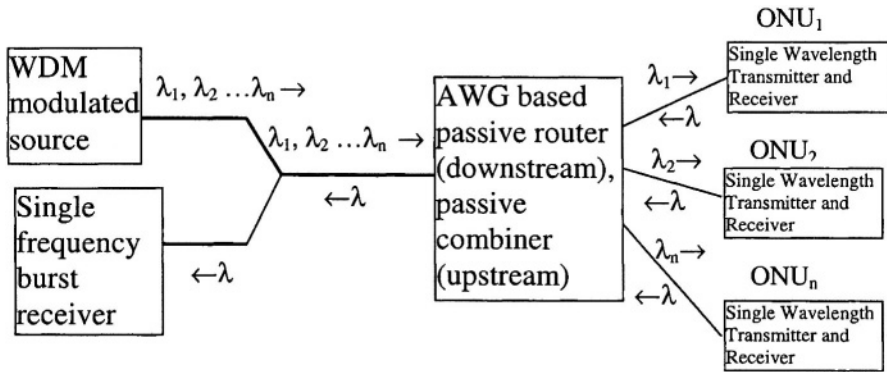 WDM
modulated
source
λ₁, λ₂ …λₙ →
Single
frequency
burst
receiver
←λ
λ₁, λ₂ …λₙ →
←λ
AWG based
passive router
(downstream),
passive
combiner
(upstream)
λ₁→
←λ
λ₂→
←λ
λₙ→
←λ
ONU₁
Single Wavelength
Transmitter and
Receiver
ONU₂
Single Wavelength
Transmitter and
Receiver
ONUₙ
Single Wavelength
Transmitter and
Receiver